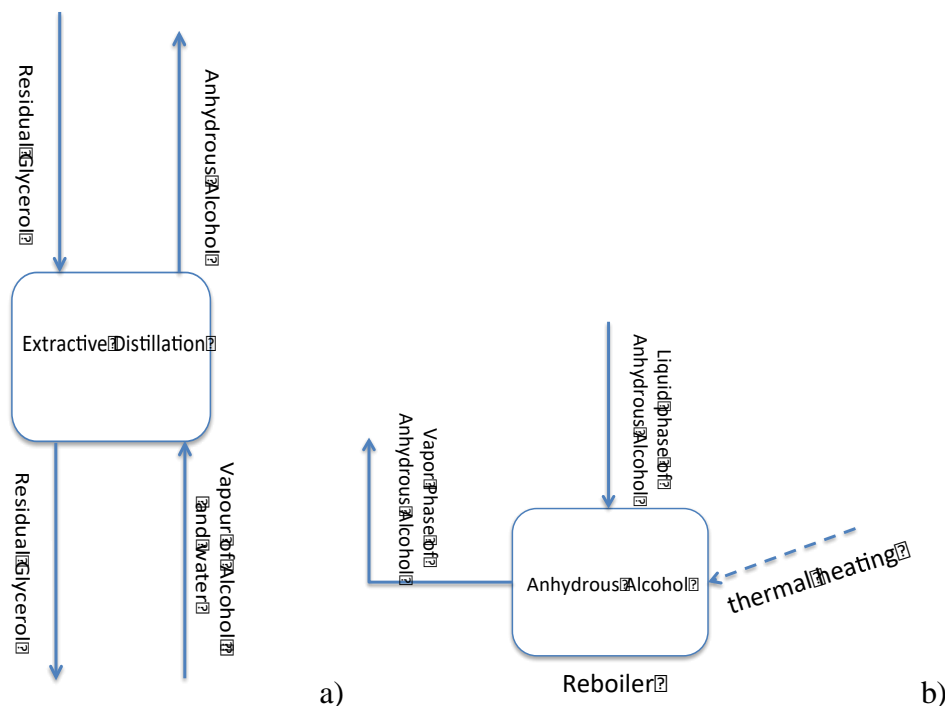 Residual Glycerol
Anhydrous Alcohol
Extractive Distillation
Residual Glycerol
Vapour of Alcohol
and water
a)
Liquid phase of
Anhydrous Alcohol
Vapor Phase of
Anhydrous Alcohol
Anhydrous Alcohol
thermal heating
Reboiler
b)